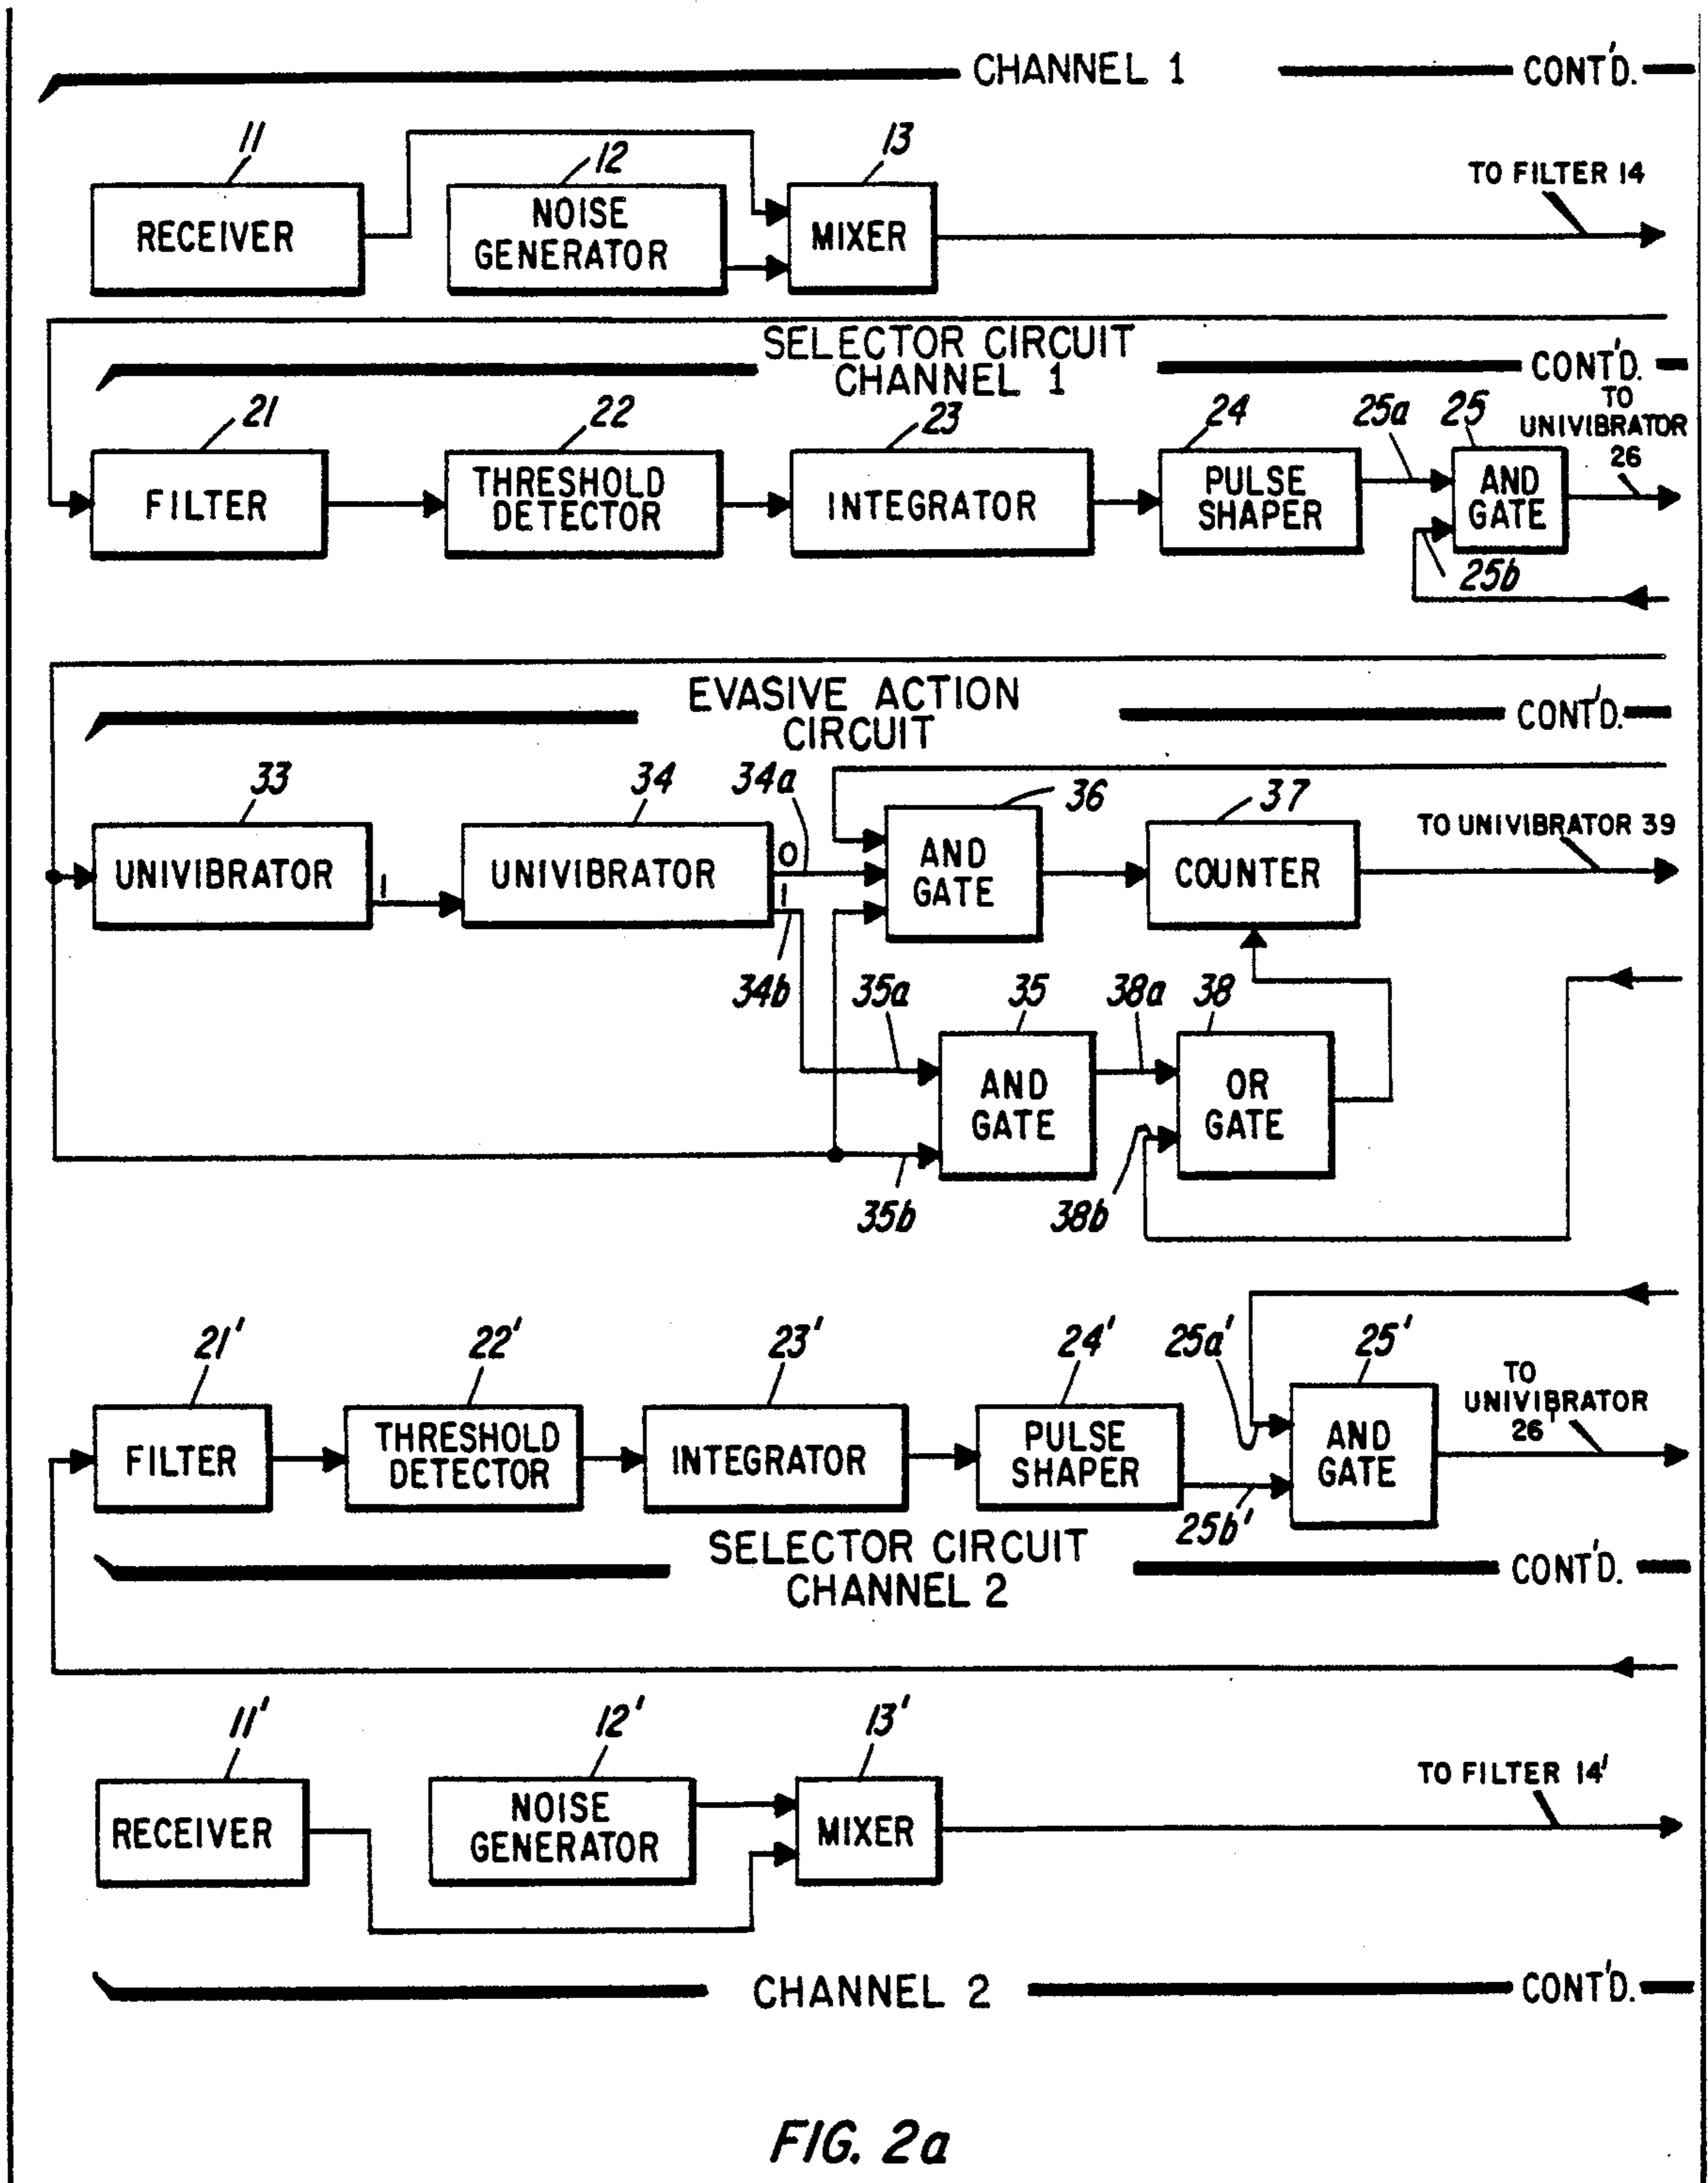 CHANNEL 1 CONT'D.
11
12
13
TO FILTER 14
RECEIVER
NOISE
GENERATOR
MIXER
SELECTOR CIRCUIT
CHANNEL 1
CONT'D.
21
22
23
24
25a
25
TO
UNIVIBRATOR
26
FILTER
THRESHOLD
DETECTOR
INTEGRATOR
PULSE
SHAPER
AND
GATE
25b
EVASIVE ACTION
CIRCUIT
CONT'D.
33
34
34a
36
37
TO UNIVIBRATOR 39
UNIVIBRATOR
1
UNIVIBRATOR
0
1
AND
GATE
COUNTER
34b
35a
35
38a
38
AND
GATE
OR
GATE
35b
38b
21'
22'
23'
24'
25a'
25'
TO
UNIVIBRATOR
26'
FILTER
THRESHOLD
DETECTOR
INTEGRATOR
PULSE
SHAPER
AND
GATE
25b'
SELECTOR CIRCUIT
CHANNEL 2
CONT'D.
11'
12'
13'
TO FILTER 14'
RECEIVER
NOISE
GENERATOR
MIXER
CHANNEL 2 CONT'D.
FIG. 2a